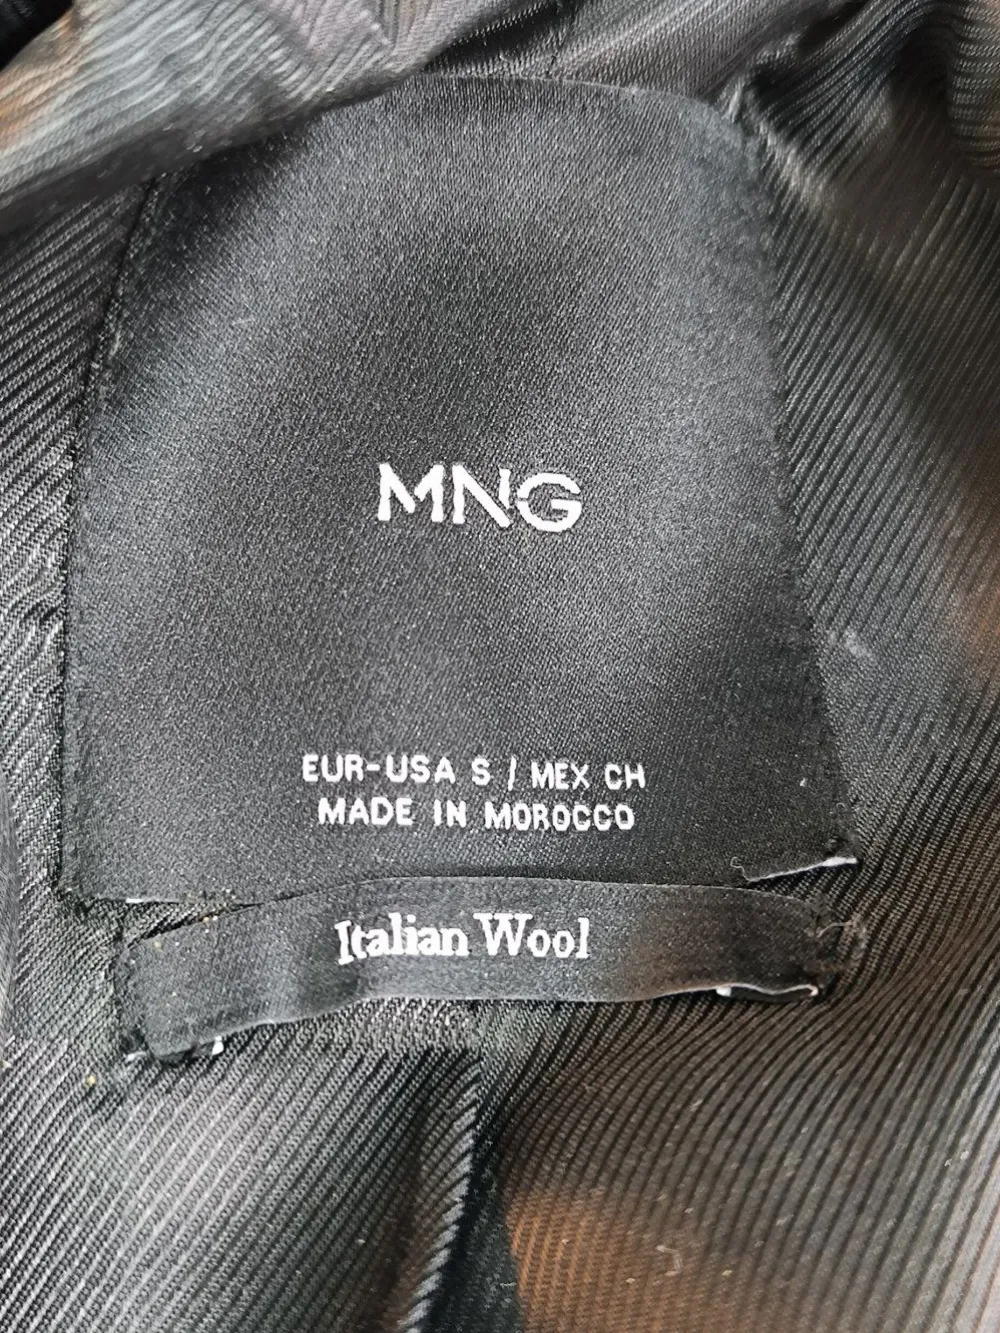 MNG
EUR-USA S / MEX CH
MADE IN MOROCCO
Italian Wool